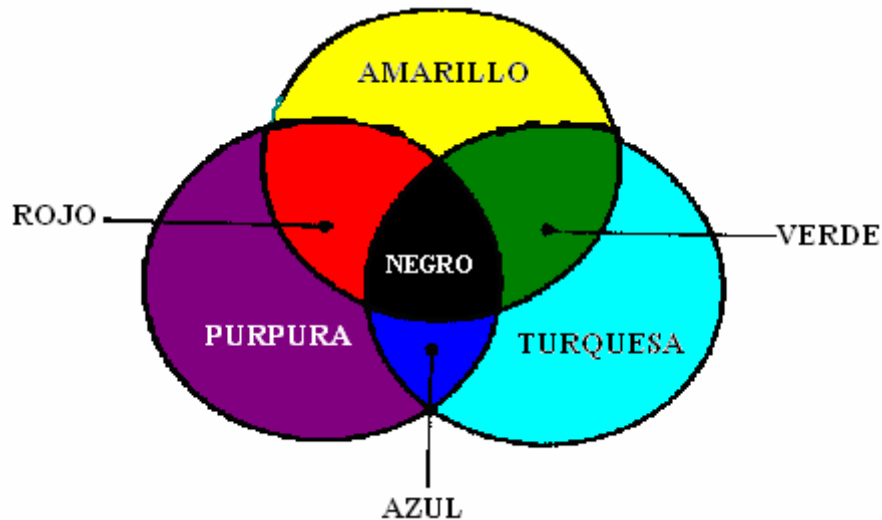 AMARILLO
ROJO
VERDE
NEGRO
PURPURA
TURQUESA
AZUL